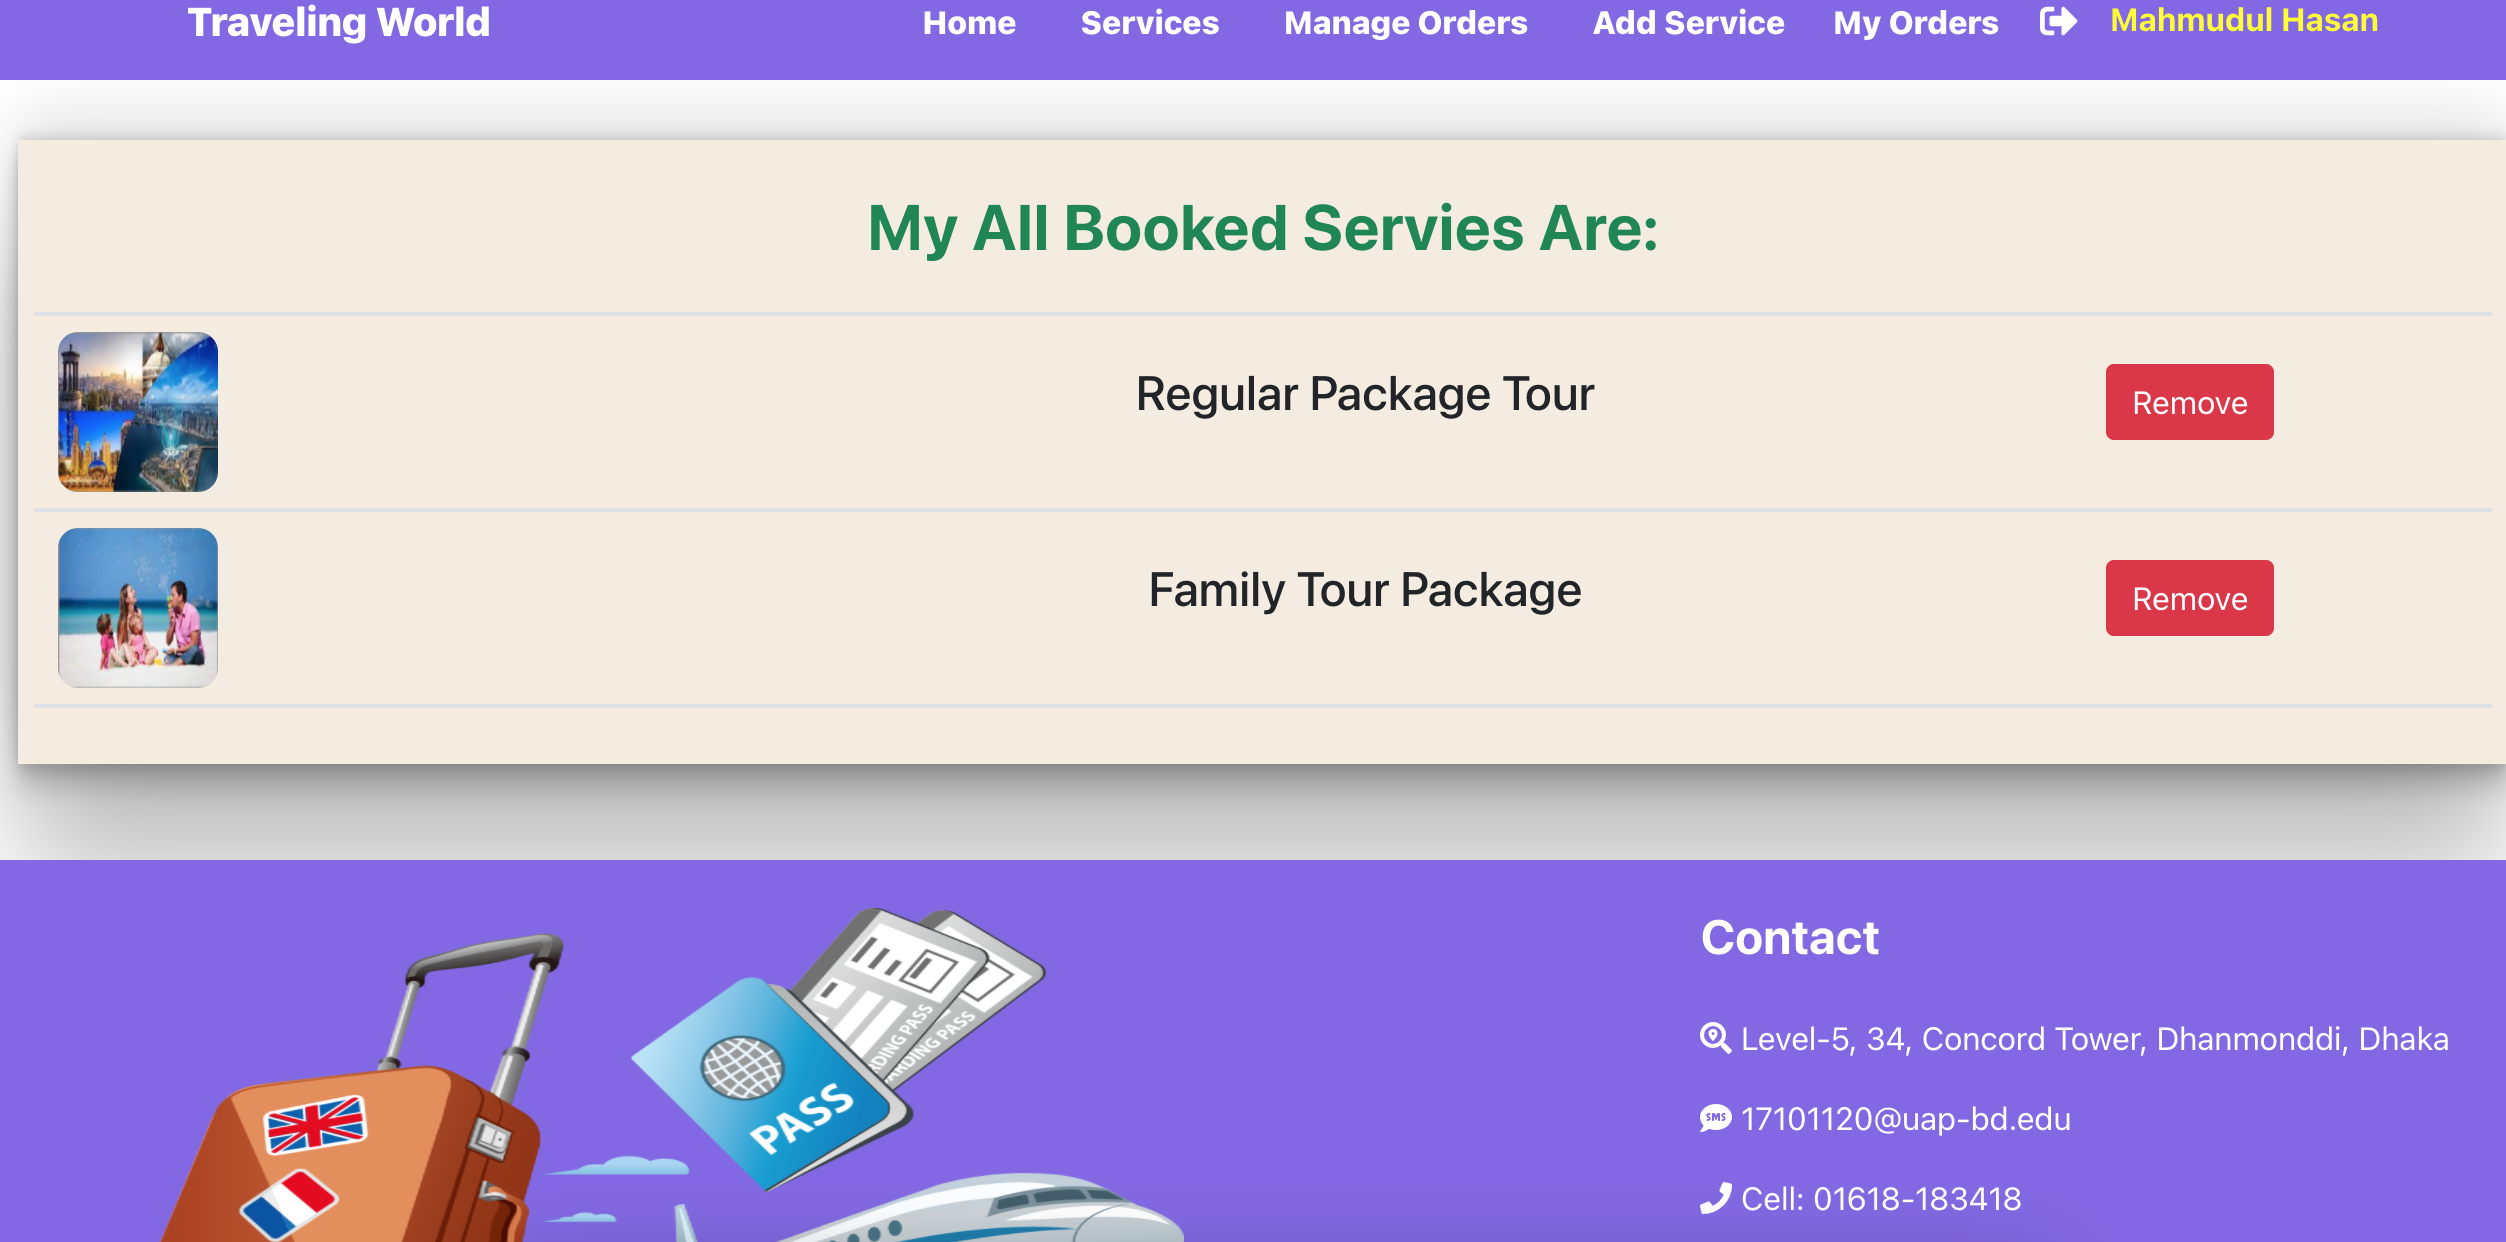 Traveling World Home Services Manage Orders Add Service My Orders Mahmudul Hasan
My All Booked Servies Are:
Regular Package Tour Remove
Family Tour Package Remove
Contact
Level-5, 34, Concord Tower, Dhanmonddi, Dhaka
SMS 17101120@uap-bd.edu
Cell: 01618-183418
PASS
RDING PASS
ARDING PASS